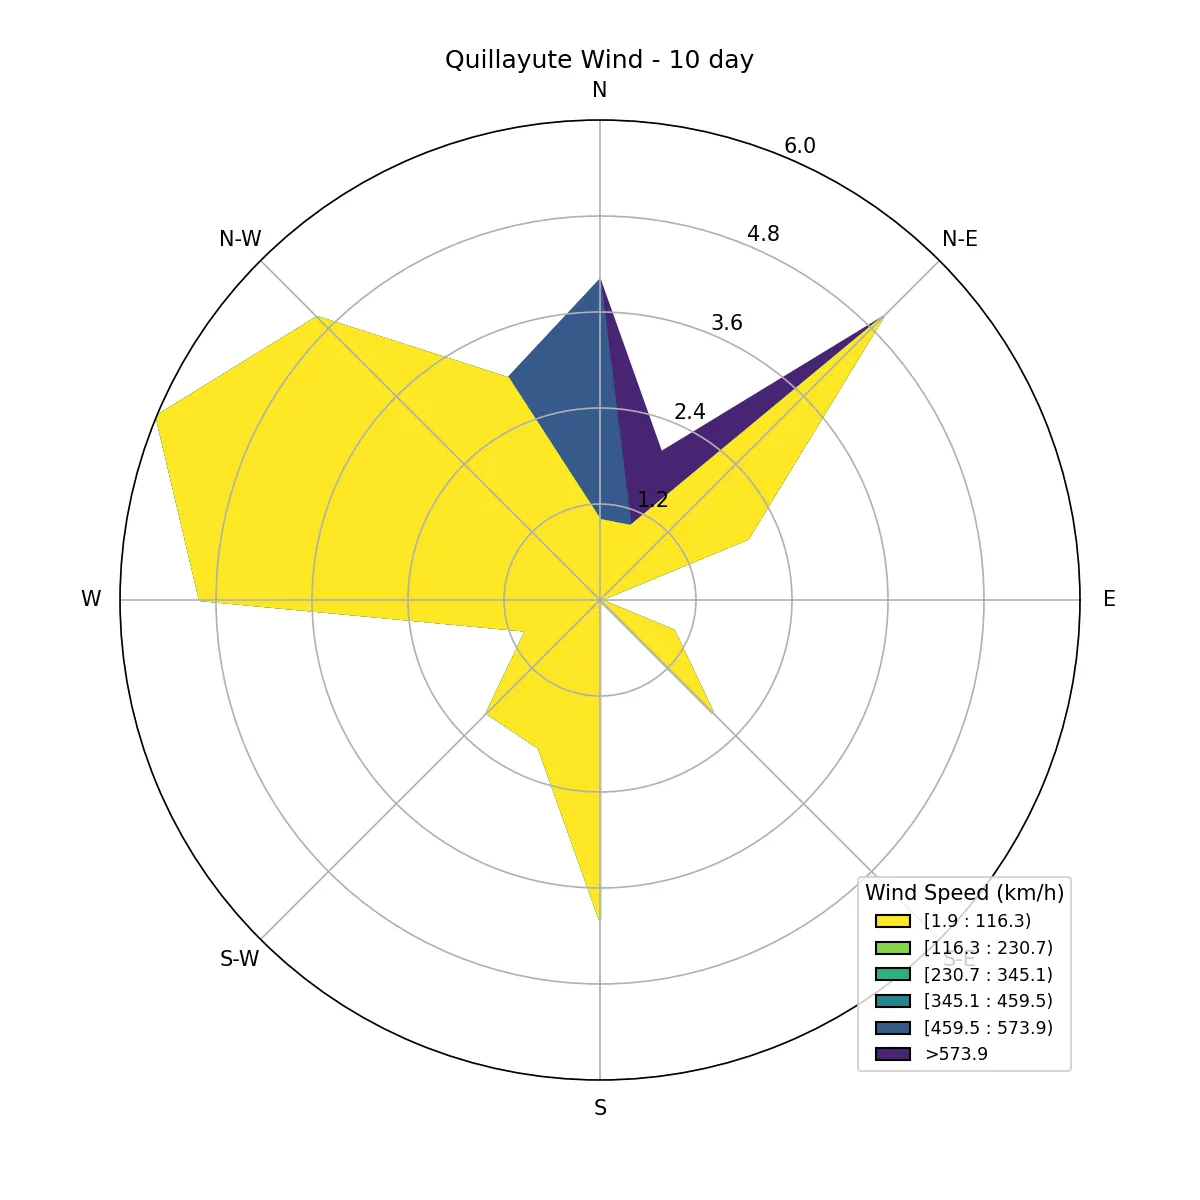 Quillayute Wind - 10 day
N
6.0
4.8
N-W
N-E
3.6
2.4
1.2
W
E
Wind Speed (km/h)
[1.9 : 116.3)
[116.3 : 230.7)
S-W
S-E
[230.7 : 345.1)
[345.1 : 459.5)
[459.5 : 573.9)
>573.9
S